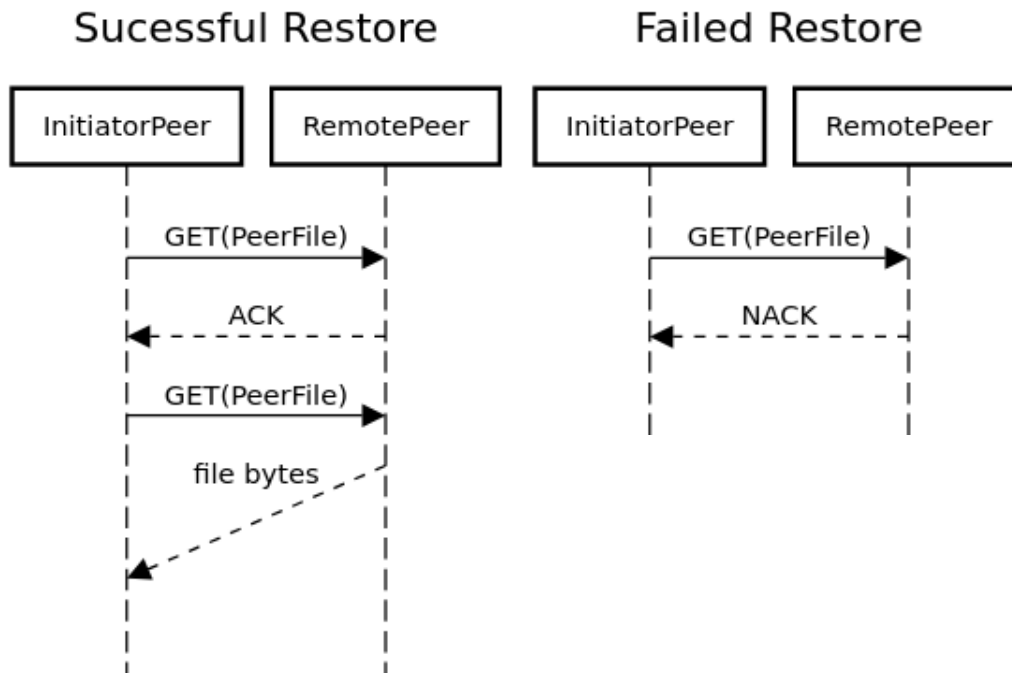 Sucessful Restore
InitiatorPeer
RemotePeer
GET(PeerFile)
ACK
GET(PeerFile)
file bytes
Failed Restore
InitiatorPeer
RemotePeer
GET(PeerFile)
NACK